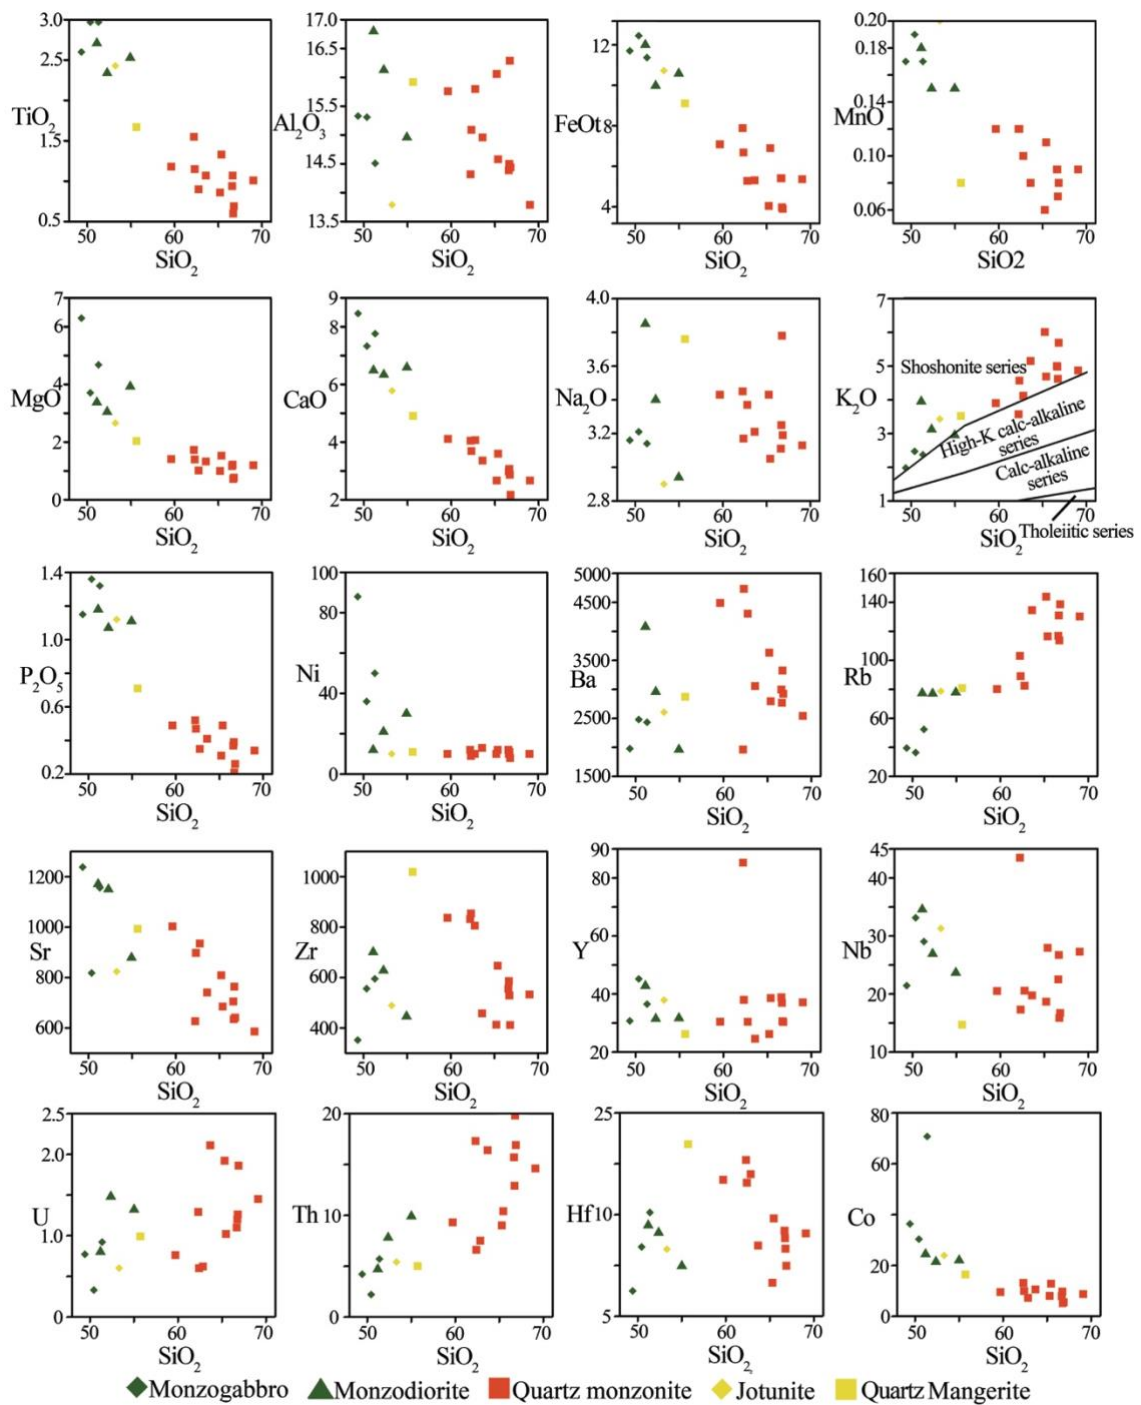 3.0 17.0 0.20
2.5 16.5 12 0.18
TiO2 Al2O3 15.5 FeOt 8 MnO 0.14
1.5 14.5 0.10
0.5 13.5 4 0.06
50 60 70 50 60 70 50 60 70 50 60 70
SiO2 SiO2 SiO2 SiO2
7 9 4.0 7
6 8 3.6 5 Shoshonite series
MgO 4 CaO 6 Na2O K2O
2 4 3.2 3 High-K calc-alkaline
series
Calc-alkaline
series
0 2 2.8 1
50 60 70 50 60 70 50 60 70 50 60 70
SiO2 SiO2 SiO2 SiO2 Tholeiitic series
1.4 100 5000 160
80 4500 140
1.0 Ni 3500 100
P2O5 Ba Rb
0.6 40 2500 60
0.2 0 1500 20
50 60 70 50 60 70 50 60 70 50 60 70
SiO2 SiO2 SiO2 SiO2
1200 1000 90 45
1000 800 80 40
Sr Zr Y 60 Nb 30
800 600 40 20
600 400 20 10
50 60 70 50 60 70 50 60 70 50 60 70
SiO2 SiO2 SiO2 SiO2
2.5 20 25 80
2.0 60
U Th 10 Hf 10 Co
1.0 20
0 0 5 0
50 60 70 50 60 70 50 60 70 50 60 70
SiO2 SiO2 SiO2, SiO2
Monzogabbro Monzodiorite Quartz monzonite Jotunite Quartz Mangerite